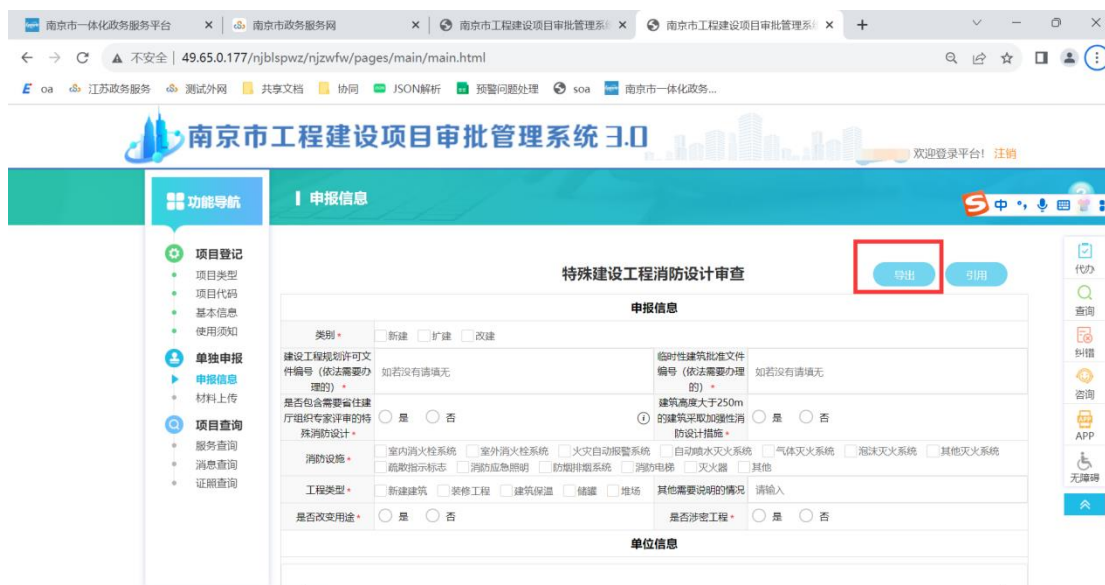 南京市一体化政务服务平台
南京市政务服务网
南京市工程建设项目审批管理系
南京市工程建设项目审批管理系
不安全 | 49.65.0.177/njblspwz/njzwfw/pages/main/main.html
oa 江苏政务服务 测试外网 共享文档 协同 JSON解析 预警问题处理 soa 南京市一体化政务...
南京市工程建设项目审批管理系统 3.0
欢迎登录平台! 注销
功能导航
申报信息
中
项目登记
项目类型
项目代码
基本信息
使用须知
单独申报
申报信息
材料上传
项目查询
服务查询
消息查询
证照查询
特殊建设工程消防设计审查
导出
引用
申报信息
类别* 新建 扩建 改建
建设工程规划许可文
件编号(依法需要办
理的) *
如若没有请填无
临时性建筑批准文件
编号(依法需要办理
的) *
如若没有请填无
是否包含需要省住建
厅组织专家评审的特
殊消防设计*
是 否
建筑高度大于250m
的建筑采取加强性消
防设计措施*
是 否
消防设施*
室内消火栓系统 室外消火栓系统 火灾自动报警系统 自动喷水灭火系统 气体灭火系统 泡沫灭火系统 其他灭火系统
疏散指示标志 消防应急照明 防烟排烟系统 消防电梯 灭火器 其他
工程类型* 新建建筑 装修工程 建筑保温 储罐 堆场 其他需要说明的情况 请输入
是否改变用途* 是 否 是否涉密工程* 是 否
单位信息
代办
查询
纠错
咨询
APP
无障碍